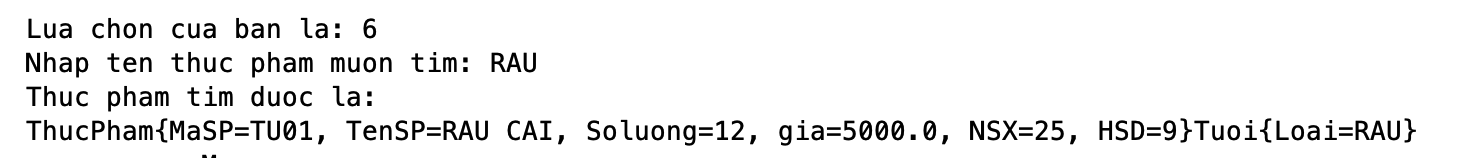 Lua chon cua ban la: 6
Nhap ten thuc pham muon tim: RAU
Thuc pham tim duoc la:
ThucPham{MaSP=TU01, TenSP=RAU CAI, Soluong=12, gia=5000.0, NSX=25, HSD=9}Tuoi{Loai=RAU}